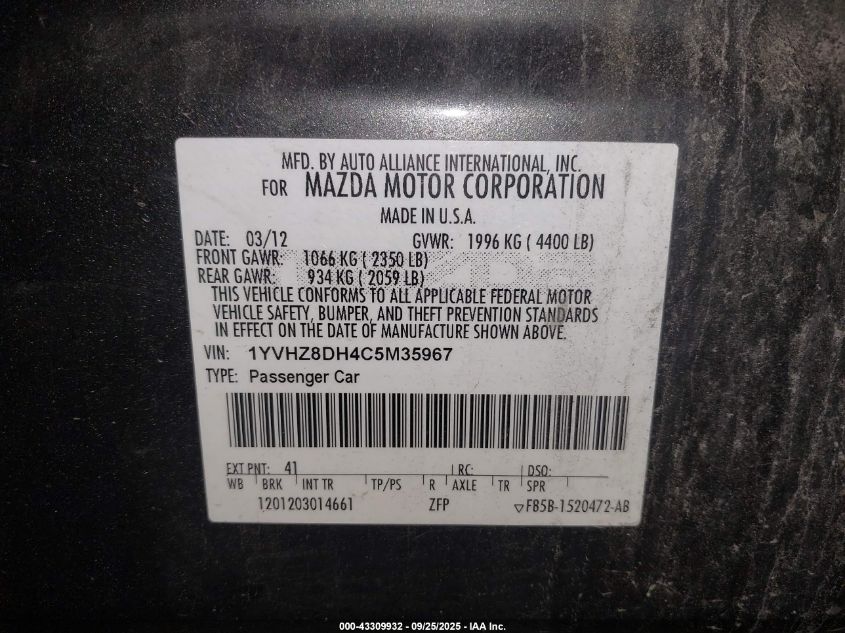 MFD. BY AUTO ALLIANCE INTERNATIONAL, INC.
FOR MAZDA MOTOR CORPORATION
MADE IN U.S.A.
DATE: 03/12 GVWR: 1996 KG ( 4400 LB)
FRONT GAWR: 1066 KG ( 2350 LB)
REAR GAWR: 934 KG ( 2059 LB)
THIS VEHICLE CONFORMS TO ALL APPLICABLE FEDERAL MOTOR
VEHICLE SAFETY, BUMPER, AND THEFT PREVENTION STANDARDS
IN EFFECT ON THE DATE OF MANUFACTURE SHOWN ABOVE.
VIN: 1YVHZ8DH4C5M35967
TYPE: Passenger Car
EXT PNT: 41 RC: DSO:
WB BRK INT TR TP/PS R AXLE TR SPR
1201203014661 ZFP ▽F85B-1520472-AB
000-43309932 - 09/25/2025 - IAA Inc.